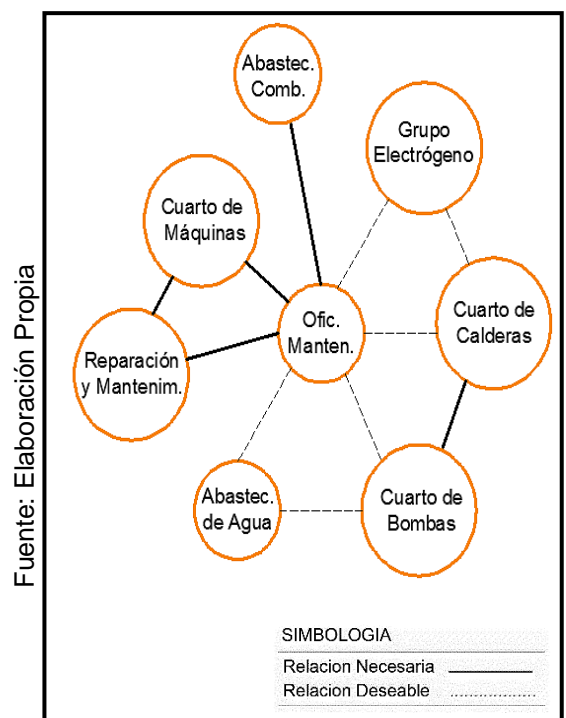 Abastec.
Comb.
Grupo
Electrógeno
Cuarto de
Máquinas
Ofic.
Manten.
Cuarto de
Calderas
Reparación
y Mantenim.
Abastec.
de Agua
Cuarto de
Bombas
Fuente: Elaboración Propia
SIMBOLOGIA
Relacion Necesaria
Relacion Deseable